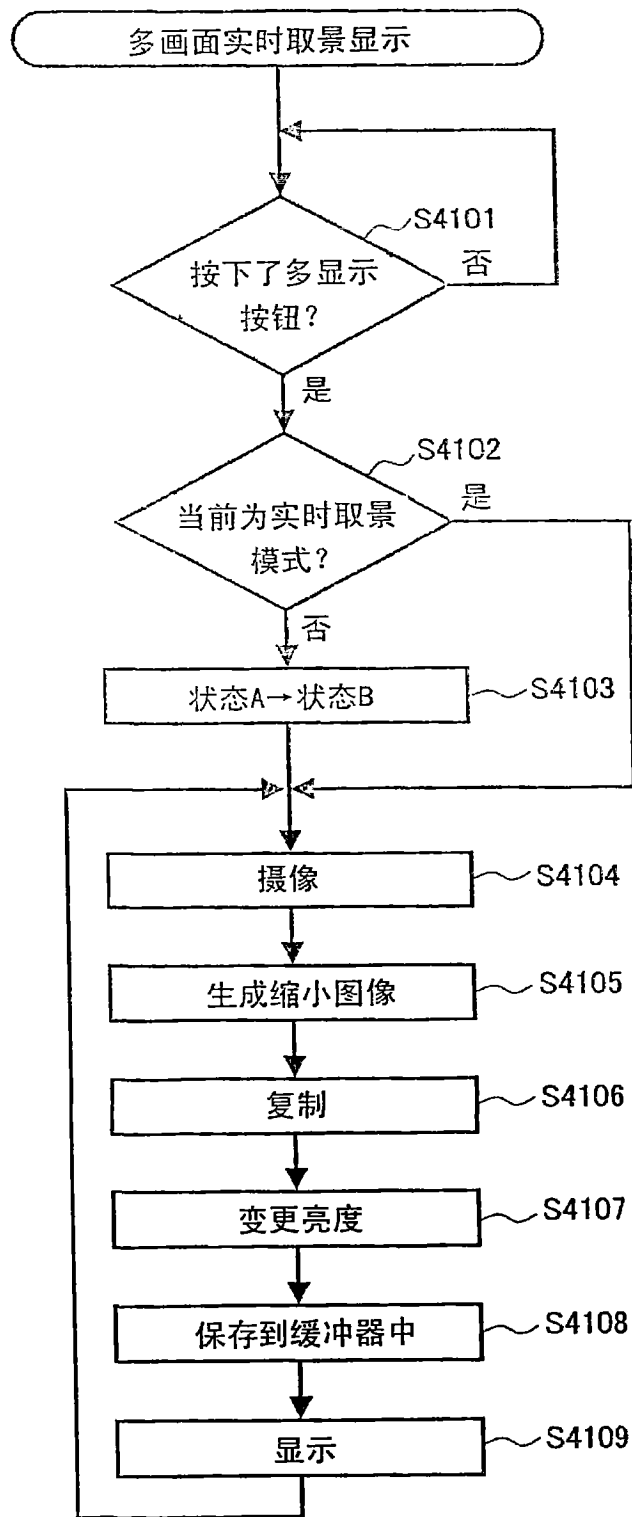 多画面实时取景显示
S4101
按下了多显示
按钮？
否
是
S4102
当前为实时取景
模式？
是
否
状态A→状态B
S4103
摄像
S4104
生成缩小图像
S4105
复制
S4106
变更亮度
S4107
保存到缓冲器中
S4108
显示
S4109